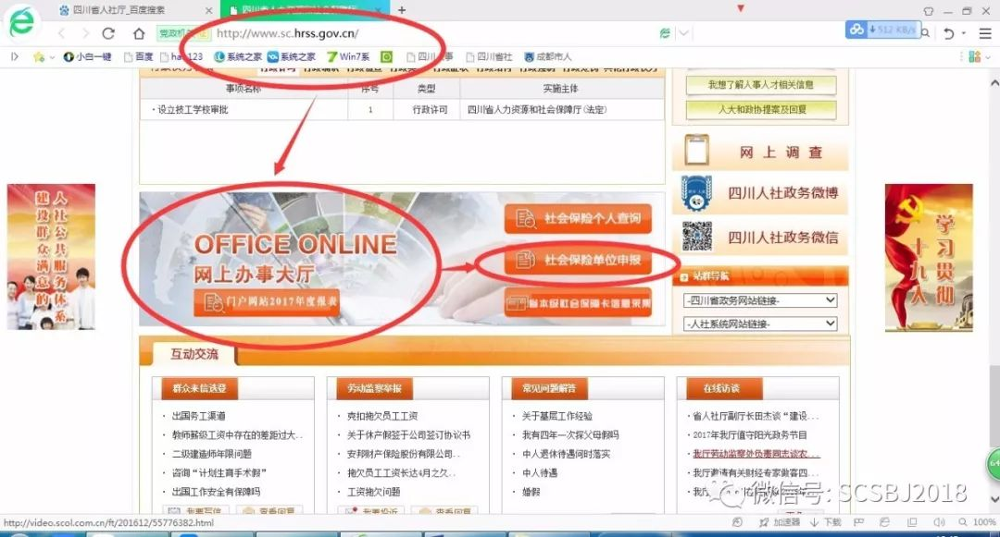 四川省人社厅_百度搜索
党政机关
http://www.sc.hrss.gov.cn/
512 KB/s
小白一键
百度
系统之家
系统之家
Win7系
四川省社
成都市人
事项名称 序号 类型 实施主体
· 设立技工学校审批 1 行政许可 四川省人力资源和社会保障厅(法定)
我想了解人事人才相关信息
人大和政协提案及回复
网上调查
四川人社政务微博
四川人社政务微信
站群导航
-四川省政务网站链接-
-人社系统网站链接-
人社公共服务体系
建设群众满意的
学习贯彻
十九大
OFFICE ONLINE
网上办事大厅
门户网站2017年度报表
社会保险个人查询
社会保险单位申报
省本级社会保障卡信息采集
互动交流
群众来信选登
· 出国务工渠道
· 教师薪级工资中存在的差距过大..
· 二级建造师年限问题
· 咨询“计划生育手术假”
· 出国工作安全有保障吗
我要写信
查看回复
劳动监察举报
· 克扣拖欠员工工资
· 关于休产假签于公司签订协议书
· 安邦财产保险股份有限公司..
· 拖欠员工工资长达4月之久..
· 工资拖欠问题
我要投诉
查看回复
常见问题解答
· 关于基层工作经验
· 我有四年一次探父母假吗
· 中人退休待遇何时落实
· 中人待遇
· 婚假
在线访谈
· 省人社厅副厅长田杰谈“建设...
· 2017年我厅值守阳光政务节目
· 我厅劳动监察处负责同志谈农...
· 我厅邀请有关财经专家做客四...
微信号: SCSBJ2018
http://video.scol.com.cn/ft/201612/55776382.html
加速器
下载
100%